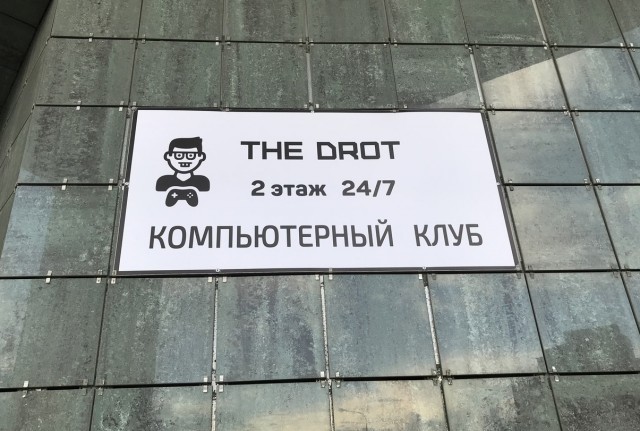 THE DROT
2 этаж 24/7
КОМПЬЮТЕРНЫЙ КЛУБ